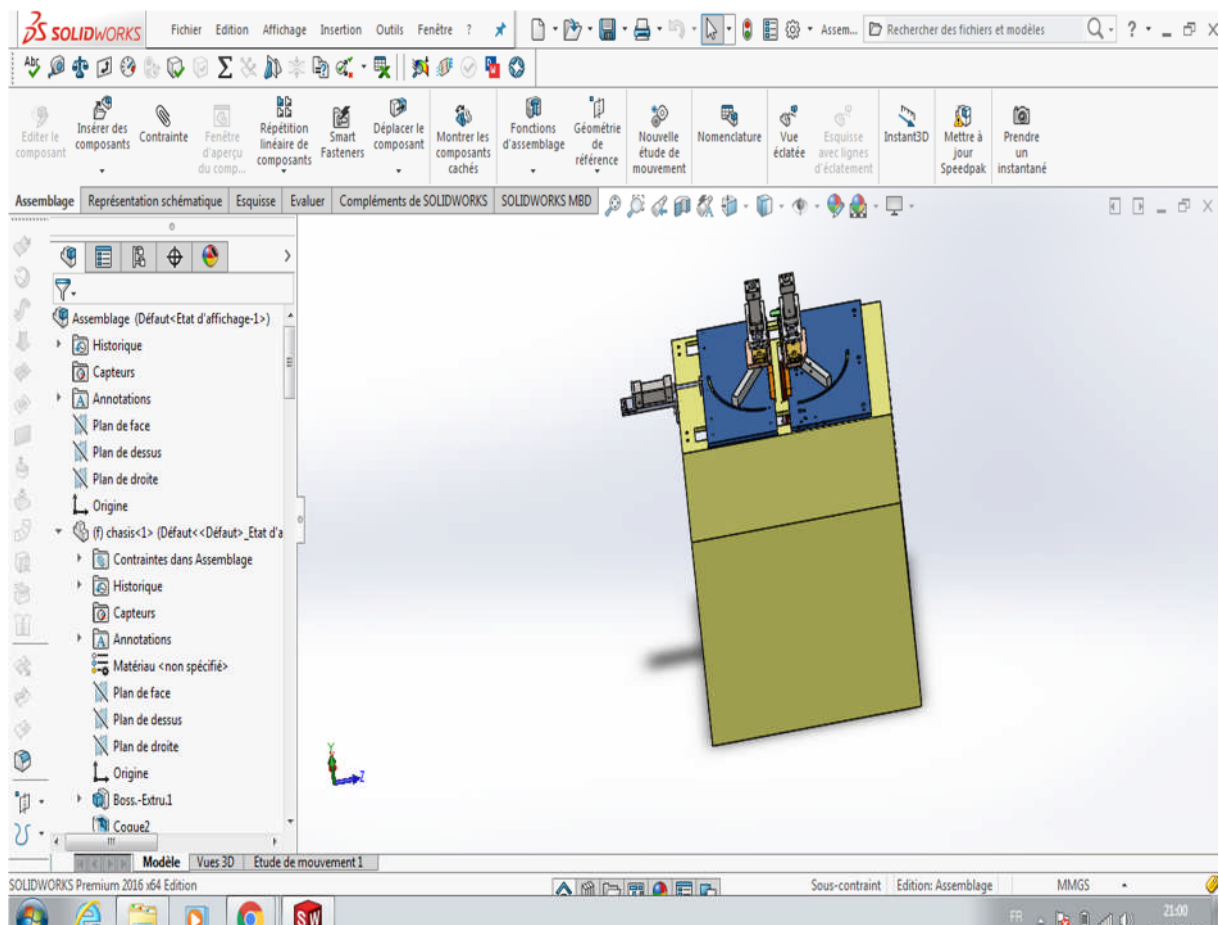 SOLIDWORKS Fichier Edition Affichage Insertion Outils Fenêtre ? Assem... Rechercher des fichiers et modèles ?
Abc
Editer le composant
Insérer des composants
Contrainte
Fenêtre d'aperçu du comp...
Répétition linéaire de composants
Smart Fasteners
Déplacer le composant
Montrer les composants cachés
Fonctions d'assemblage
Géométrie de référence
Nouvelle étude de mouvement
Nomenclature
Vue éclatée
Esquisse avec lignes d'éclatement
Instant3D
Mettre à jour Speedpak
Prendre un instantané
Assemblage Représentation schématique Esquisse Evaluer Compléments de SOLIDWORKS SOLIDWORKS MBD
Assemblage (Défaut<Etat d'affichage-1>)
Historique
Capteurs
Annotations
Plan de face
Plan de dessus
Plan de droite
Origine
(f) chasis<1> (Défaut<<Défaut>_Etat d'a
Contraintes dans Assemblage
Historique
Capteurs
Annotations
Matériau <non spécifié>
Plan de face
Plan de dessus
Plan de droite
Origine
Boss.-Extru.1
Coque2
Y
Z
Modèle Vues 3D Etude de mouvement 1
SOLIDWORKS Premium 2016 x64 Edition Sous-contraint Edition: Assemblage MMGS
SW FR 21:00